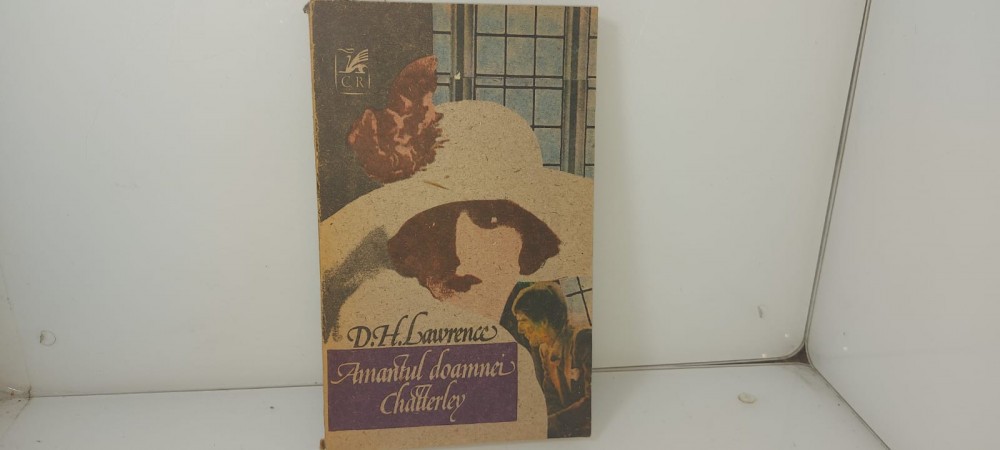 CR
D.H. Lawrence
Amantul doamnei
Chatterley